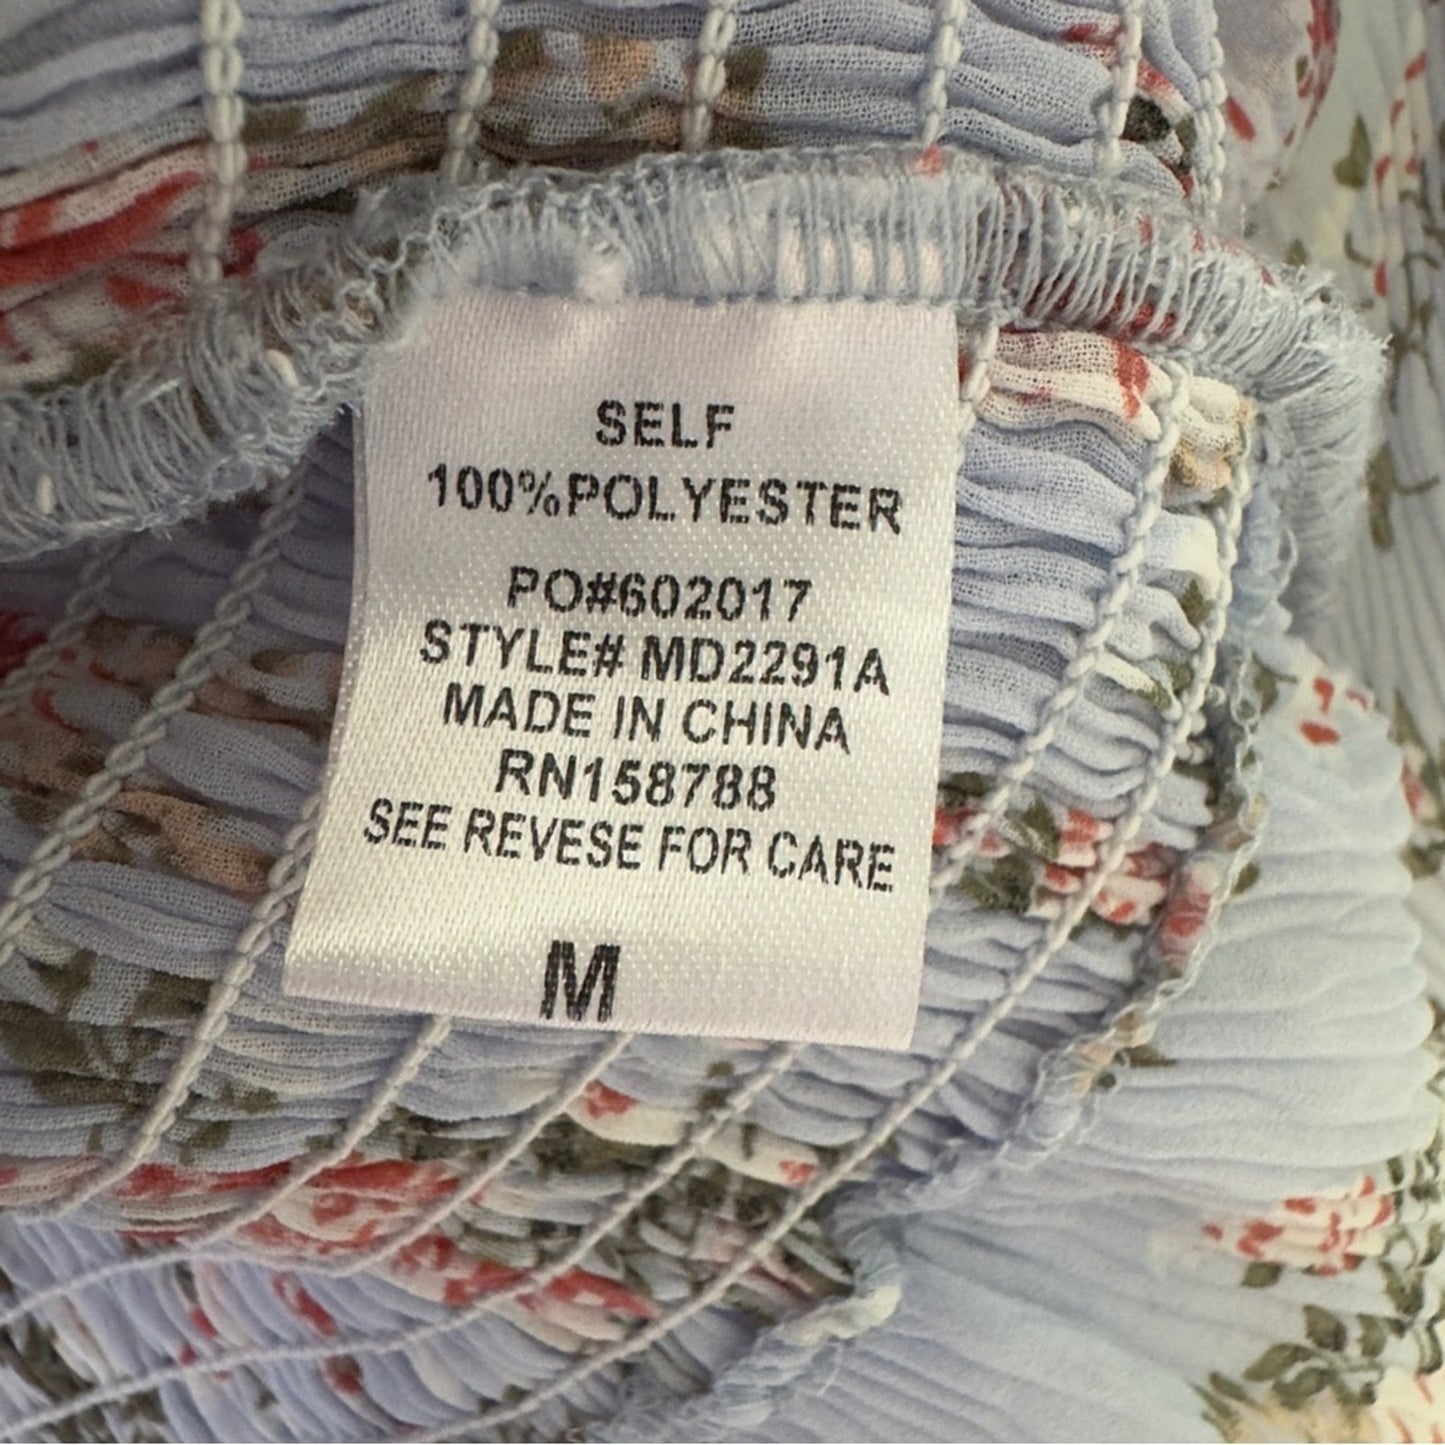 SELF
100%POLYESTER
PO#602017
STYLE# MD2291A
MADE IN CHINA
RN158788
SEE REVESE FOR CARE
M